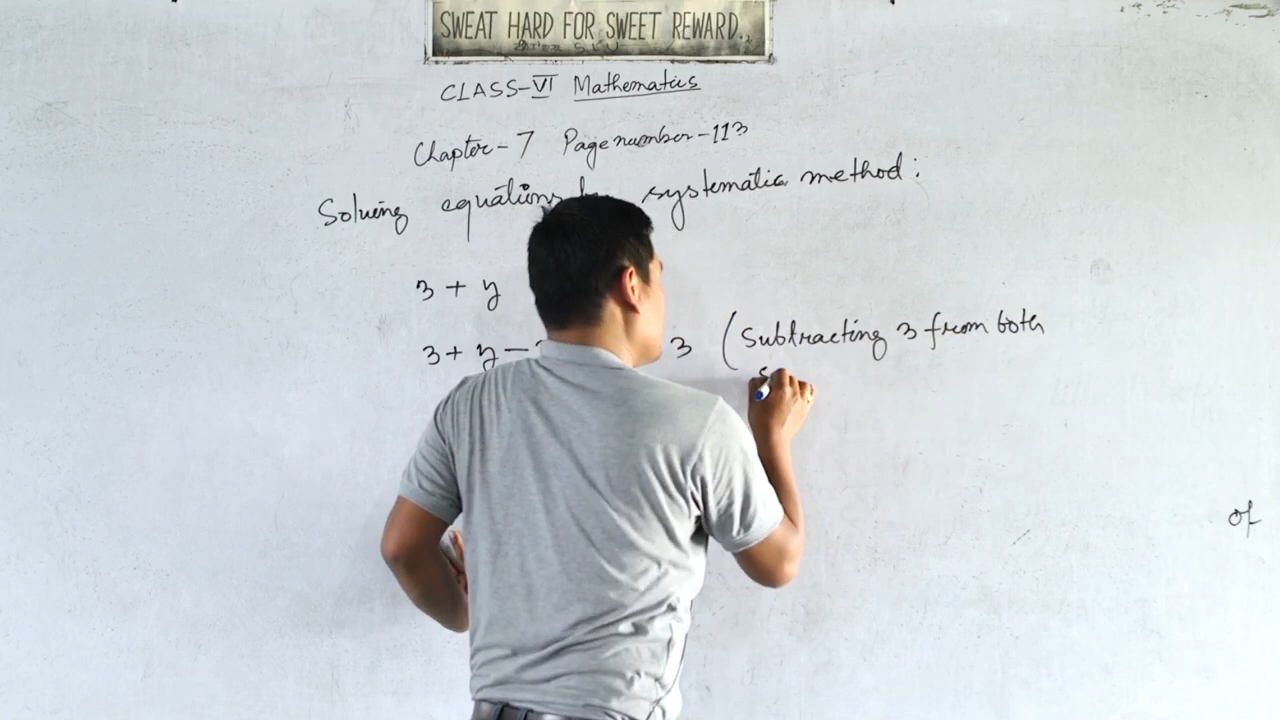 SWEAT HARD FOR SWEET REWARD.
CLASS-VI Mathematics
Chapter-7 Page number-113
Solving equations systematic method:
3 + y
3 + y - 3 (Subtracting 3 from both
s
of